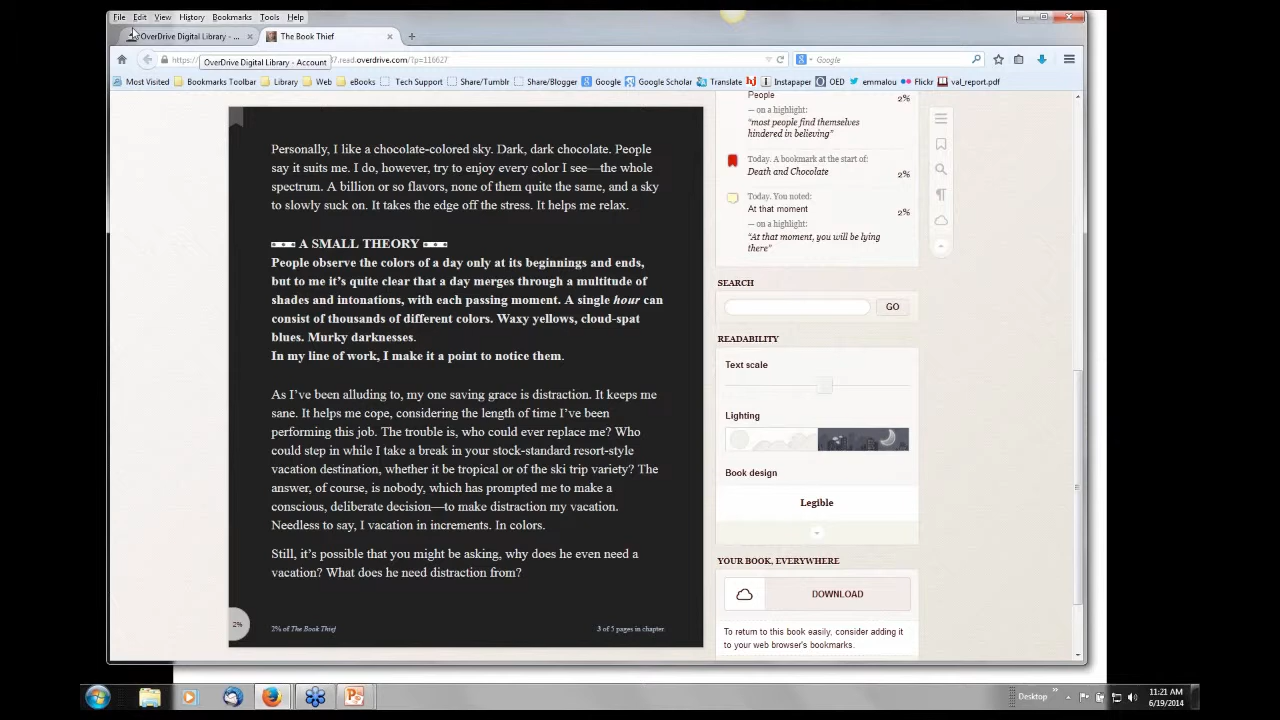 File Edit View History Bookmarks Tools Help
OverDrive Digital Library - ... × The Book Thief × +
https:// 7.read.overdrive.com/?p=116627 Google
OverDrive Digital Library - Account
Most Visited Bookmarks Toolbar Library Web eBooks Tech Support Share/Tumblr Share/Blogger Google Google Scholar Translate Instapaper OED emmalou Flickr val_report.pdf
Personally, I like a chocolate-colored sky. Dark, dark chocolate. People
say it suits me. I do, however, try to enjoy every color I see—the whole
spectrum. A billion or so flavors, none of them quite the same, and a sky
to slowly suck on. It takes the edge off the stress. It helps me relax.
A SMALL THEORY
People observe the colors of a day only at its beginnings and ends,
but to me it’s quite clear that a day merges through a multitude of
shades and intonations, with each passing moment. A single hour can
consist of thousands of different colors. Waxy yellows, cloud-spat
blues. Murky darknesses.
In my line of work, I make it a point to notice them.
As I’ve been alluding to, my one saving grace is distraction. It keeps me
sane. It helps me cope, considering the length of time I’ve been
performing this job. The trouble is, who could ever replace me? Who
could step in while I take a break in your stock-standard resort-style
vacation destination, whether it be tropical or of the ski trip variety? The
answer, of course, is nobody, which has prompted me to make a
conscious, deliberate decision—to make distraction my vacation.
Needless to say, I vacation in increments. In colors.
Still, it’s possible that you might be asking, why does he even need a
vacation? What does he need distraction from?
2%
2% of The Book Thief
3 of 5 pages in chapter
People
2%
— on a highlight:
“most people find themselves
hindered in believing”
Today. A bookmark at the start of:
Death and Chocolate
2%
Today. You noted:
At that moment
2%
— on a highlight:
“At that moment, you will be lying
there”
SEARCH
GO
READABILITY
Text scale
Lighting
Book design
Legible
YOUR BOOK, EVERYWHERE
DOWNLOAD
To return to this book easily, consider adding it
to your web browser’s bookmarks.
Desktop
11:21 AM
6/19/2014